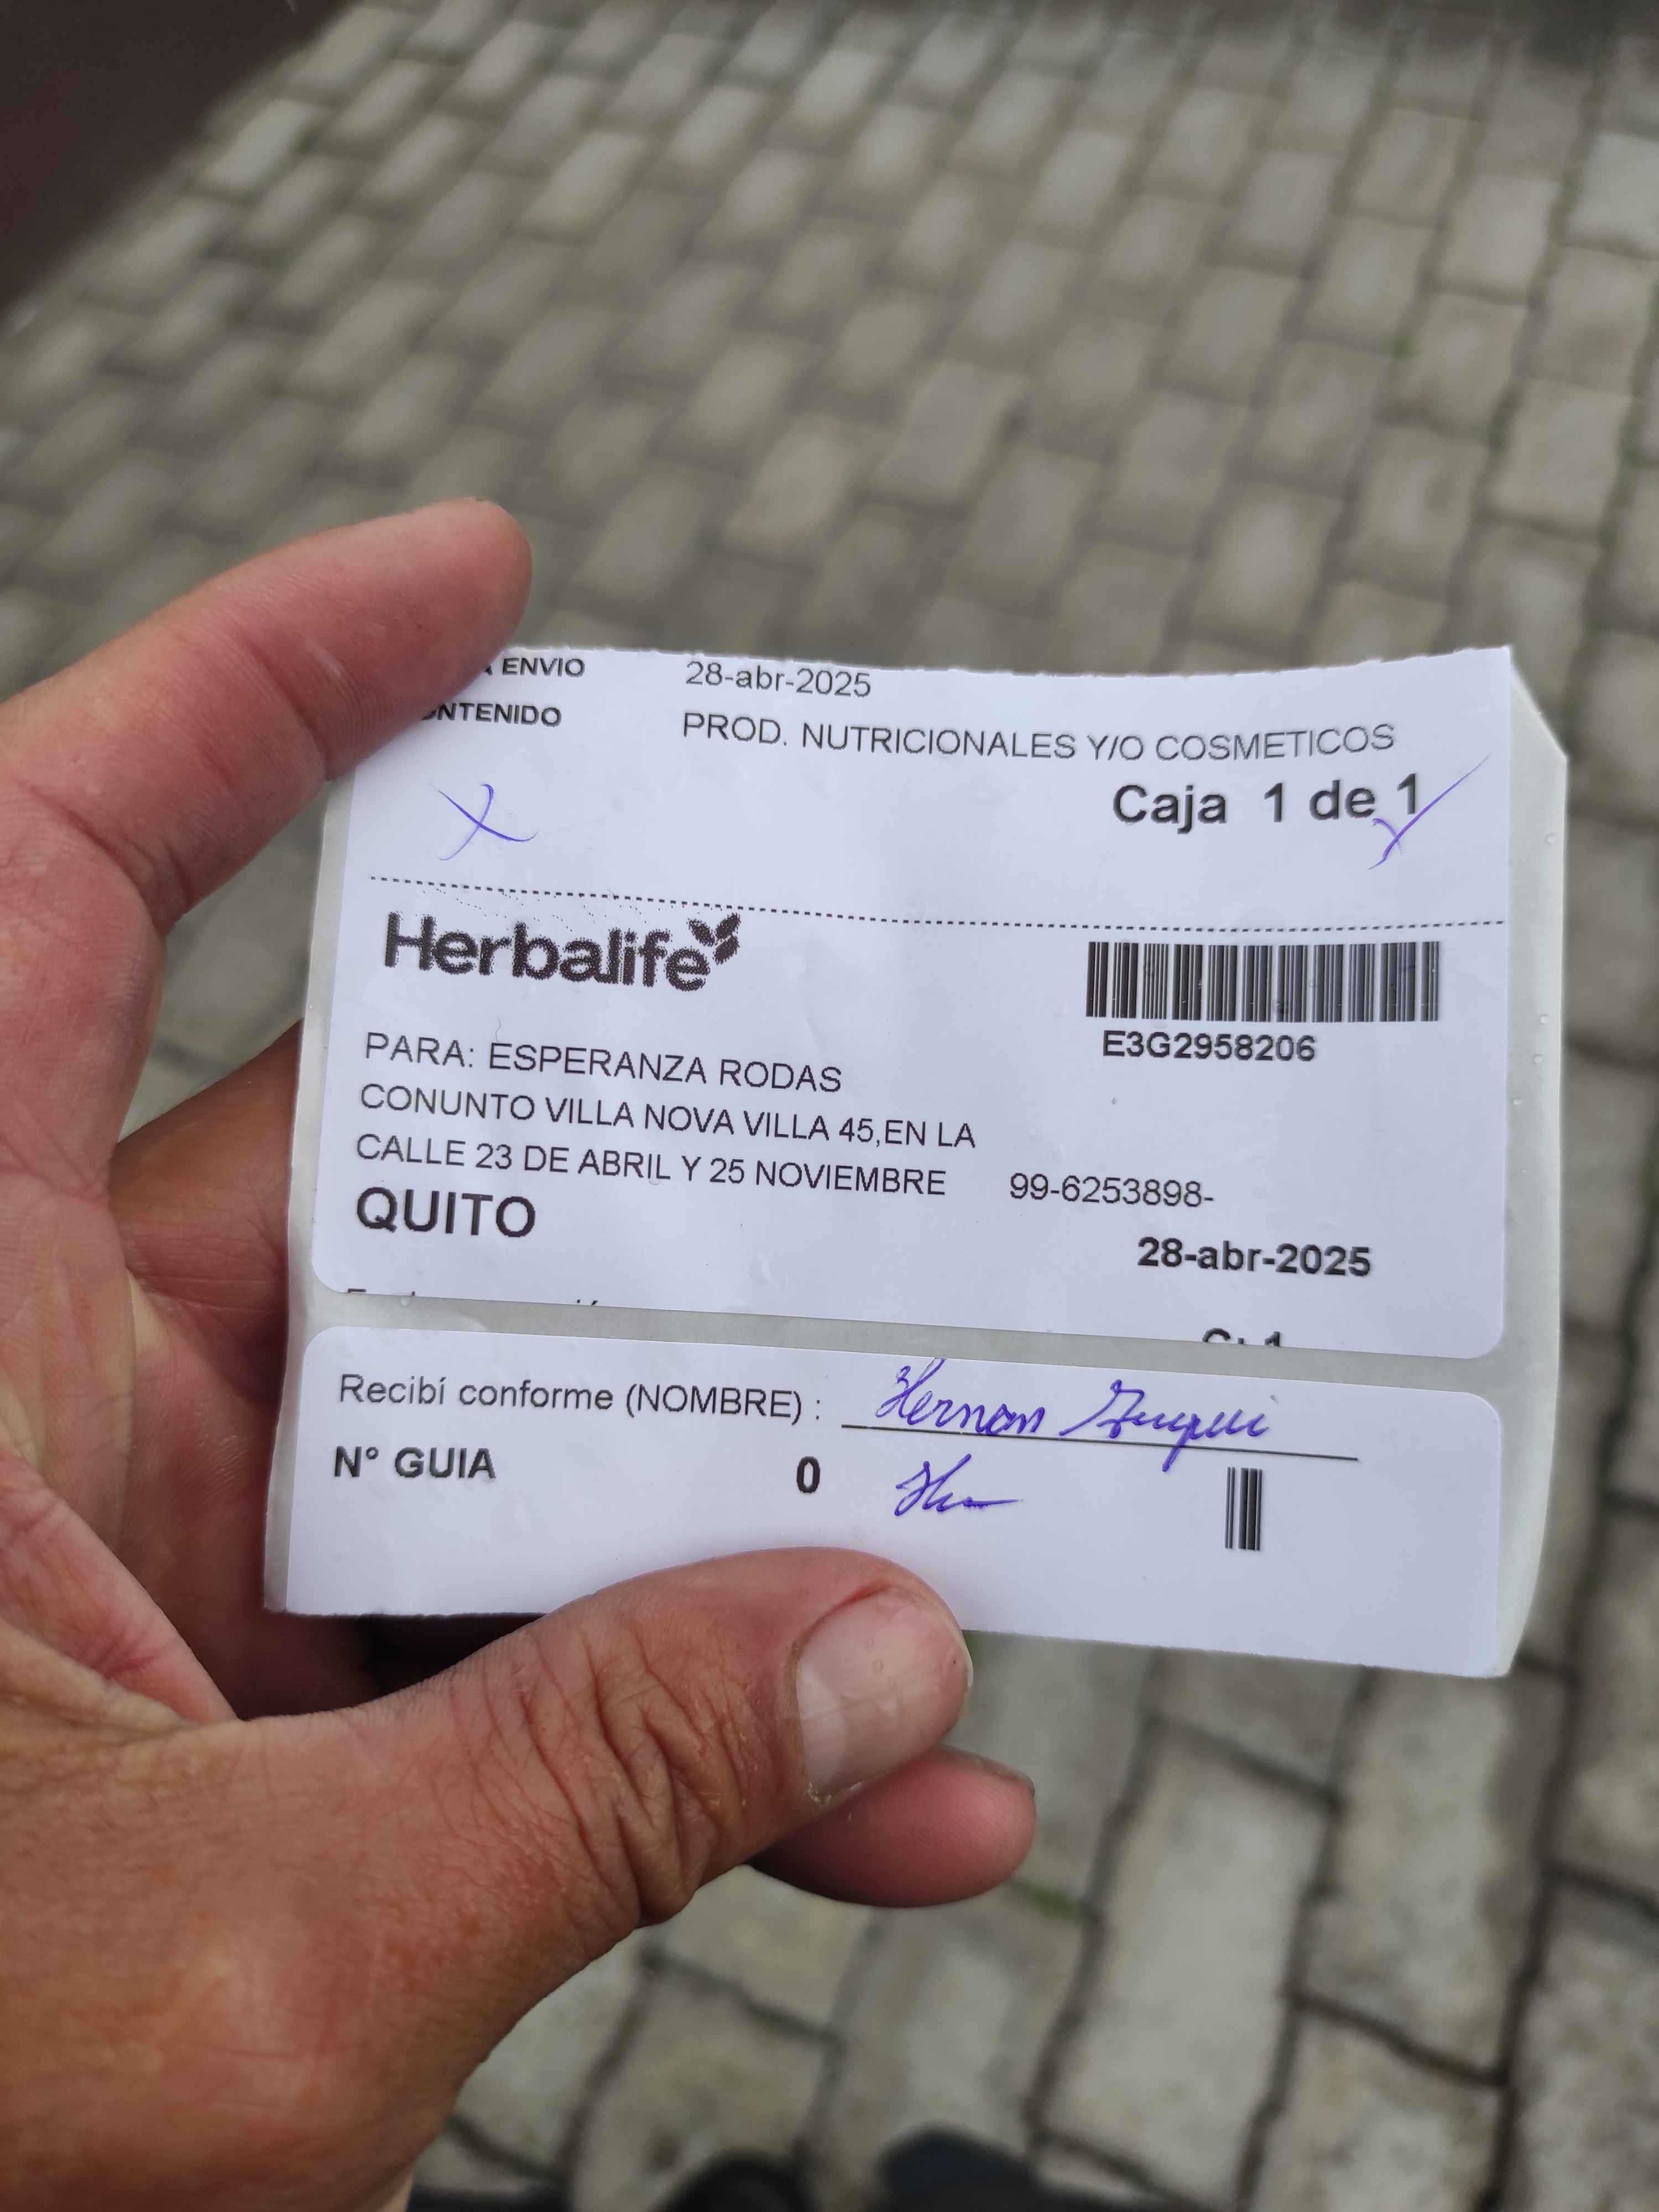 ENVIO 28-abr-2025
PROD. NUTRICIONALES Y/O COSMETICOS
Caja 1 de 1
Herbalife
E3G2958206
PARA: ESPERANZA RODAS
CONUNTO VILLA NOVA VILLA 45,EN LA
CALLE 23 DE ABRIL Y 25 NOVIEMBRE 99-6253898-
QUITO
28-abr-2025
Recibí conforme (NOMBRE) : Hernan
N° GUIA 0